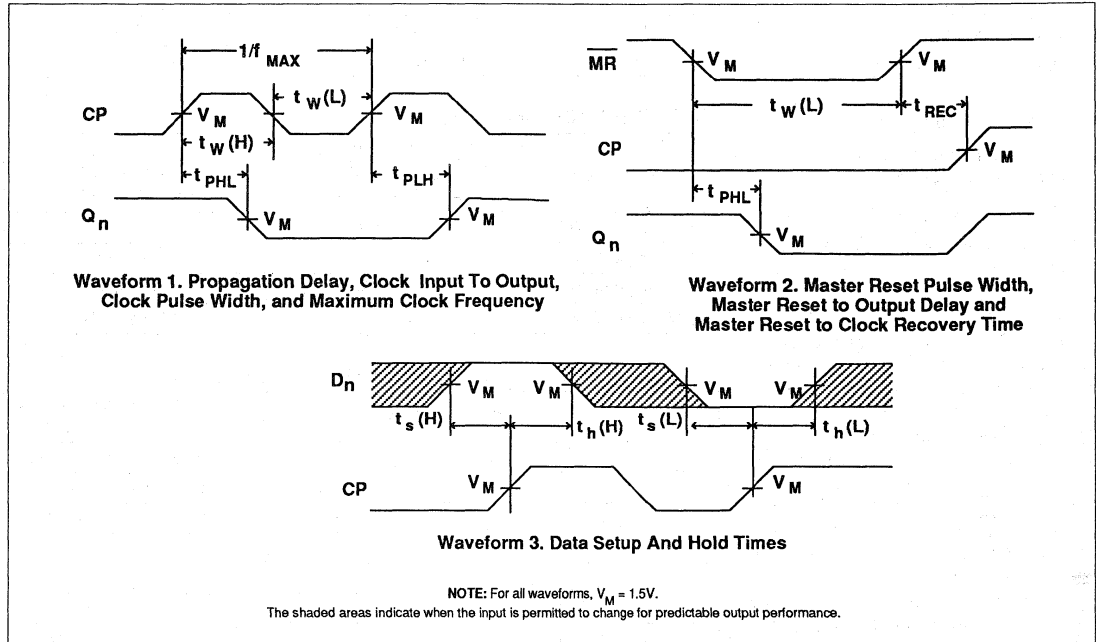 1/f MAX
CP
V M
t W (L)
V M
t W (H)
t PHL
t PLH
Q n
V M
V M
Waveform 1. Propagation Delay, Clock Input To Output,
Clock Pulse Width, and Maximum Clock Frequency
MR
V M
V M
t W (L)
t REC
CP
V M
t PHL
Q n
V M
Waveform 2. Master Reset Pulse Width,
Master Reset to Output Delay and
Master Reset to Clock Recovery Time
D n
V M
V M
V M
V M
t s (H)
t h (H)
t s (L)
t h (L)
CP
V M
V M
Waveform 3. Data Setup And Hold Times
NOTE: For all waveforms, V M = 1.5V.
The shaded areas indicate when the input is permitted to change for predictable output performance.